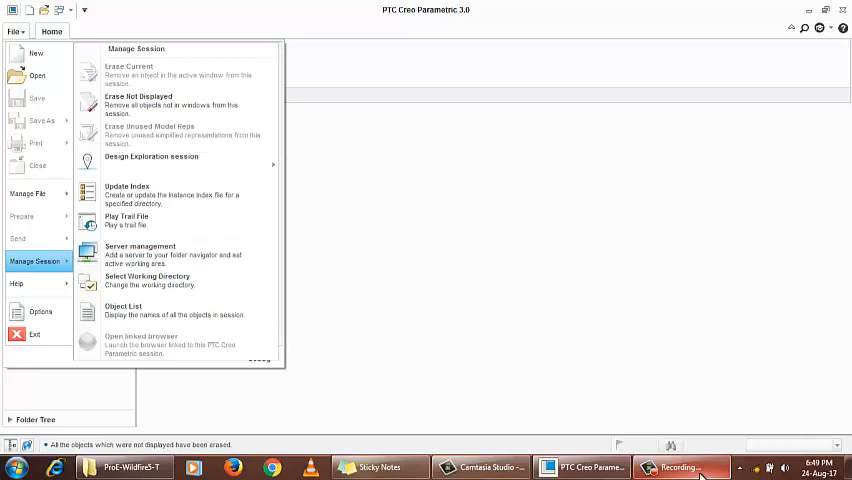 PTC Creo Parametric 3.0
File
Home
New
Open
Save
Save As
Print
Close
Manage File
Prepare
Send
Manage Session
Help
Options
Exit
Manage Session
Erase Current
Remove an object in the active window from this
session.
Erase Not Displayed
Remove all objects not in windows from this
session.
Erase Unused Model Reps
Remove unused simplified representations from this
session.
Design Exploration session
Update Index
Create or update the Instance Index file for a
specified directory.
Play Trail File
Play a trail file.
Server management
Add a server to your folder navigator and set
active working area.
Select Working Directory
Change the working directory.
Object List
Display the names of all the objects in session.
Open linked browser
Launch the browser linked to this PTC Creo
Parametric session.
Folder Tree
All the objects which were not displayed have been erased.
ProE-Wildfire5-T
Sticky Notes
Camtasia Studio -...
PTC Creo Parame...
Recording...
6:49 PM
24-Aug-17